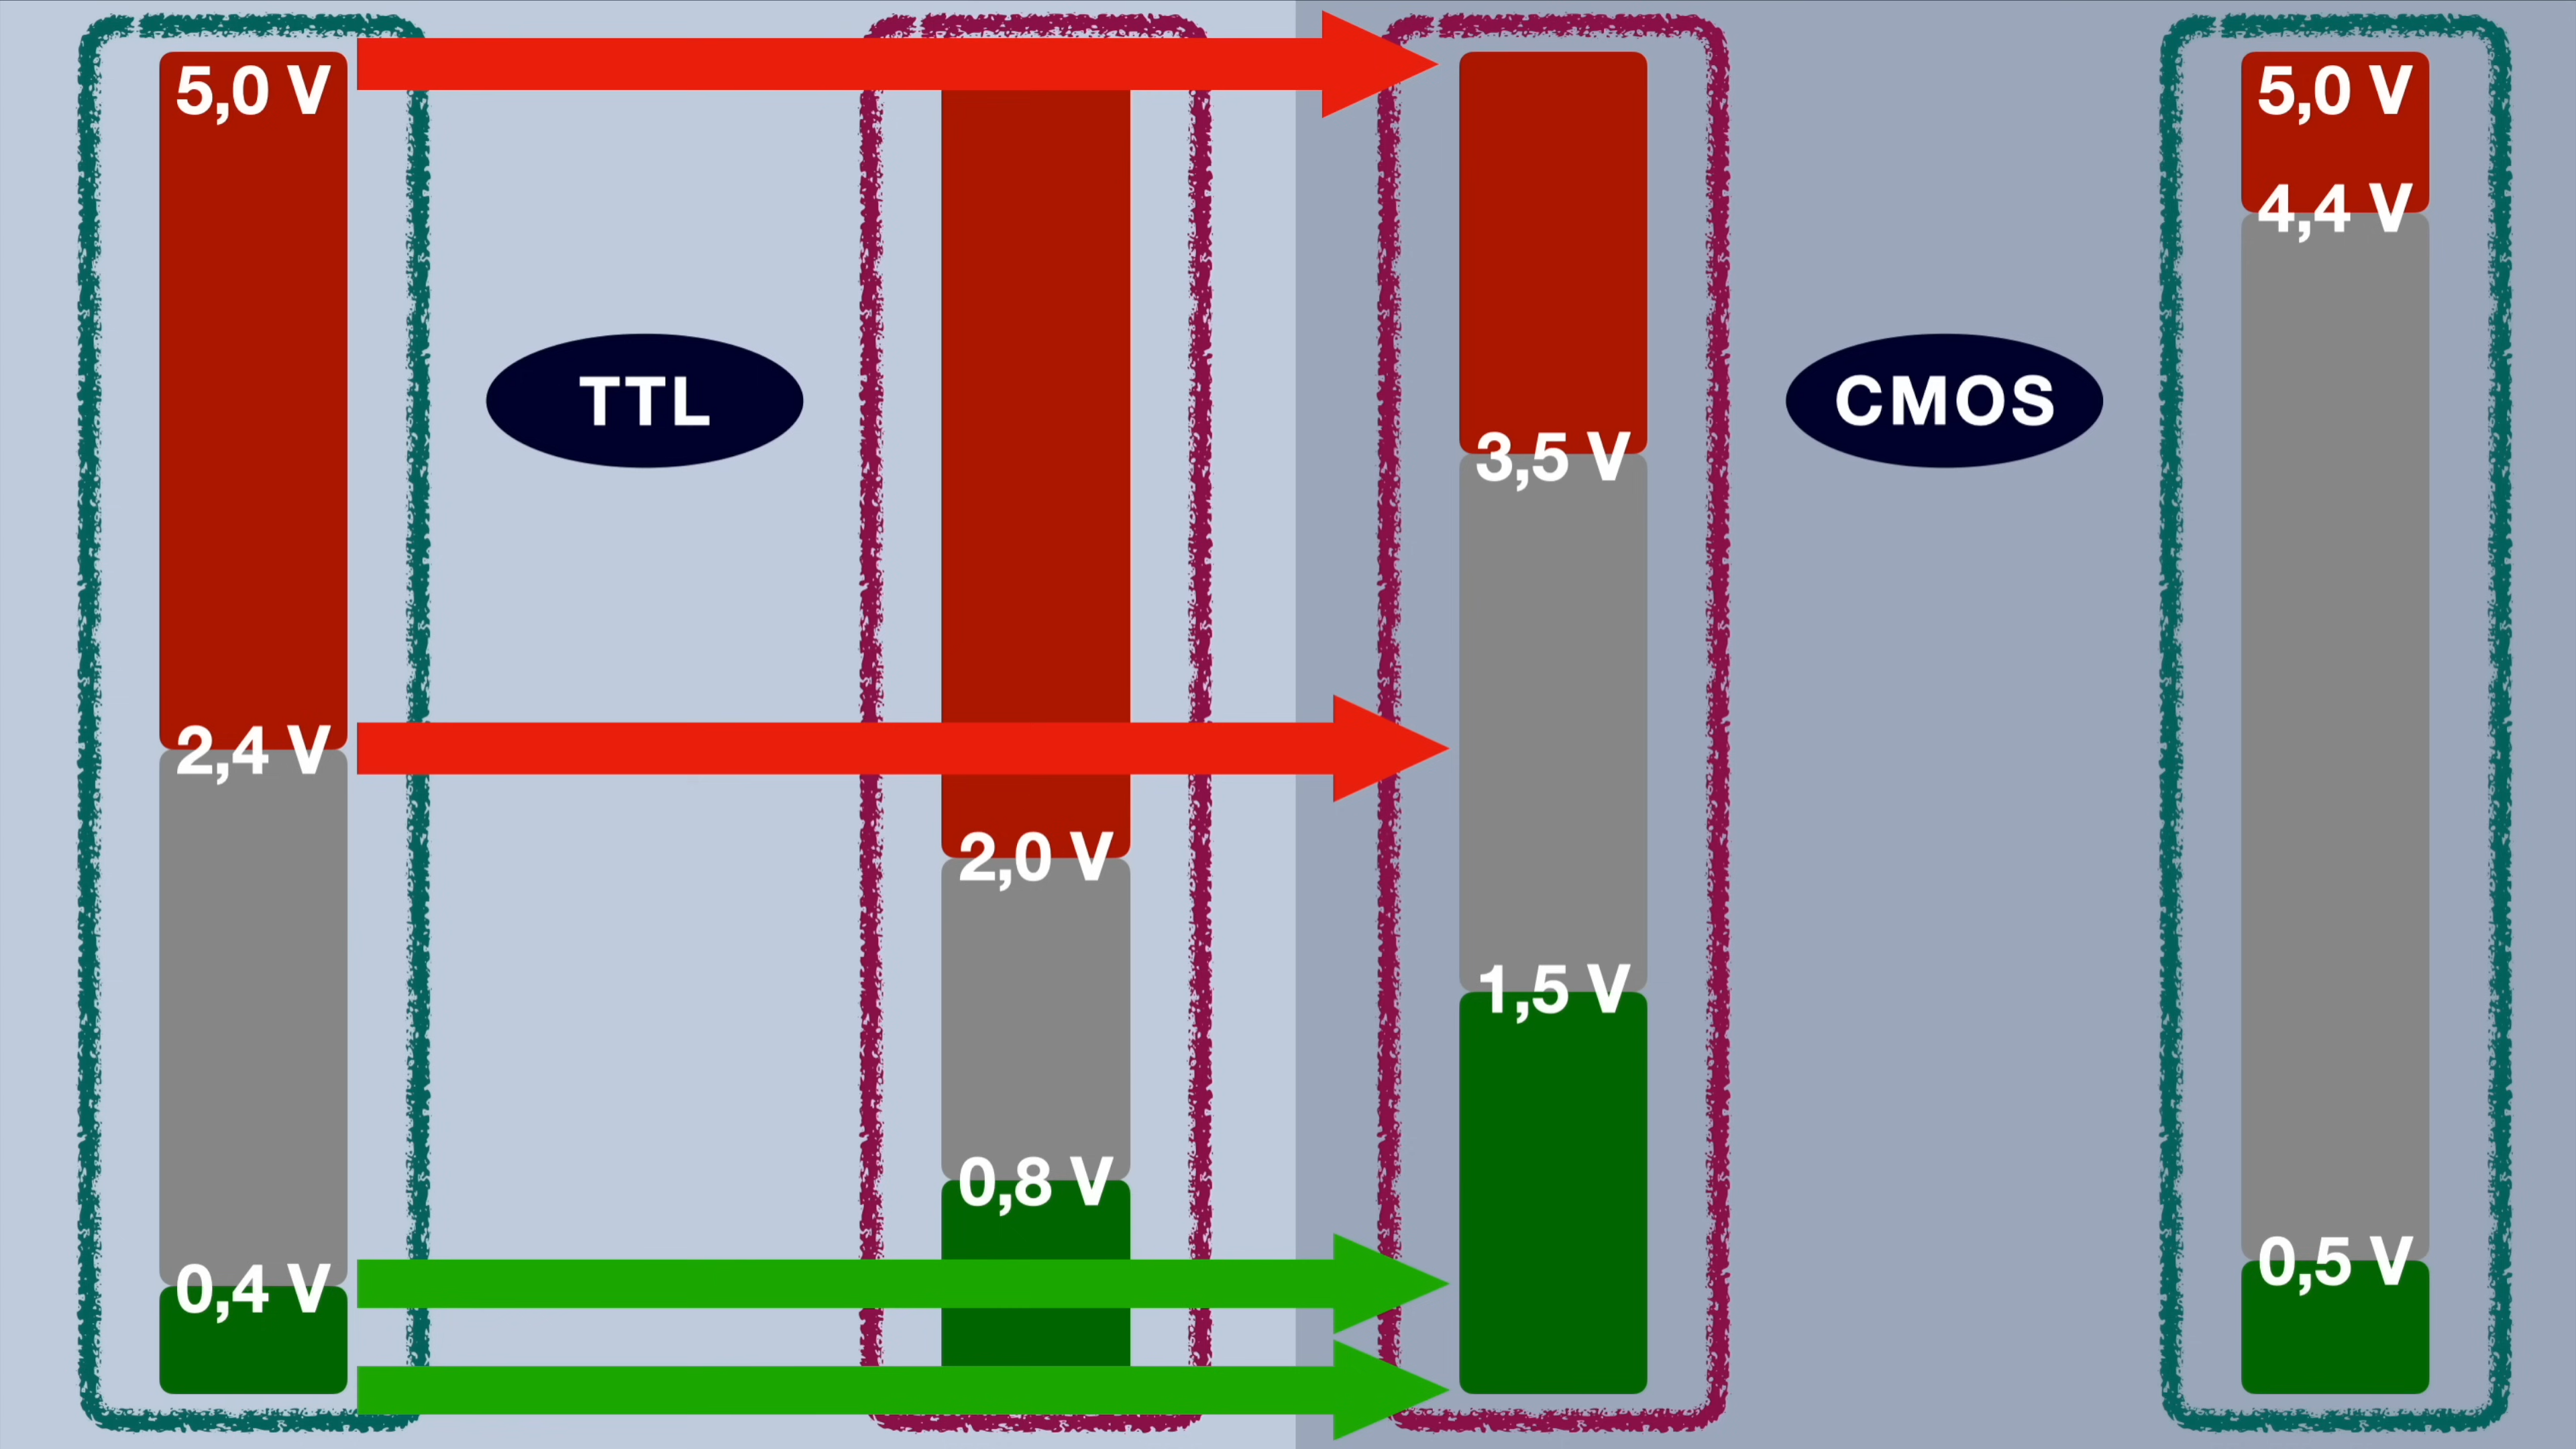 5,0 V
2,4 V
0,4 V
TTL
2,0 V
0,8 V
3,5 V
1,5 V
CMOS
5,0 V
4,4 V
0,5 V